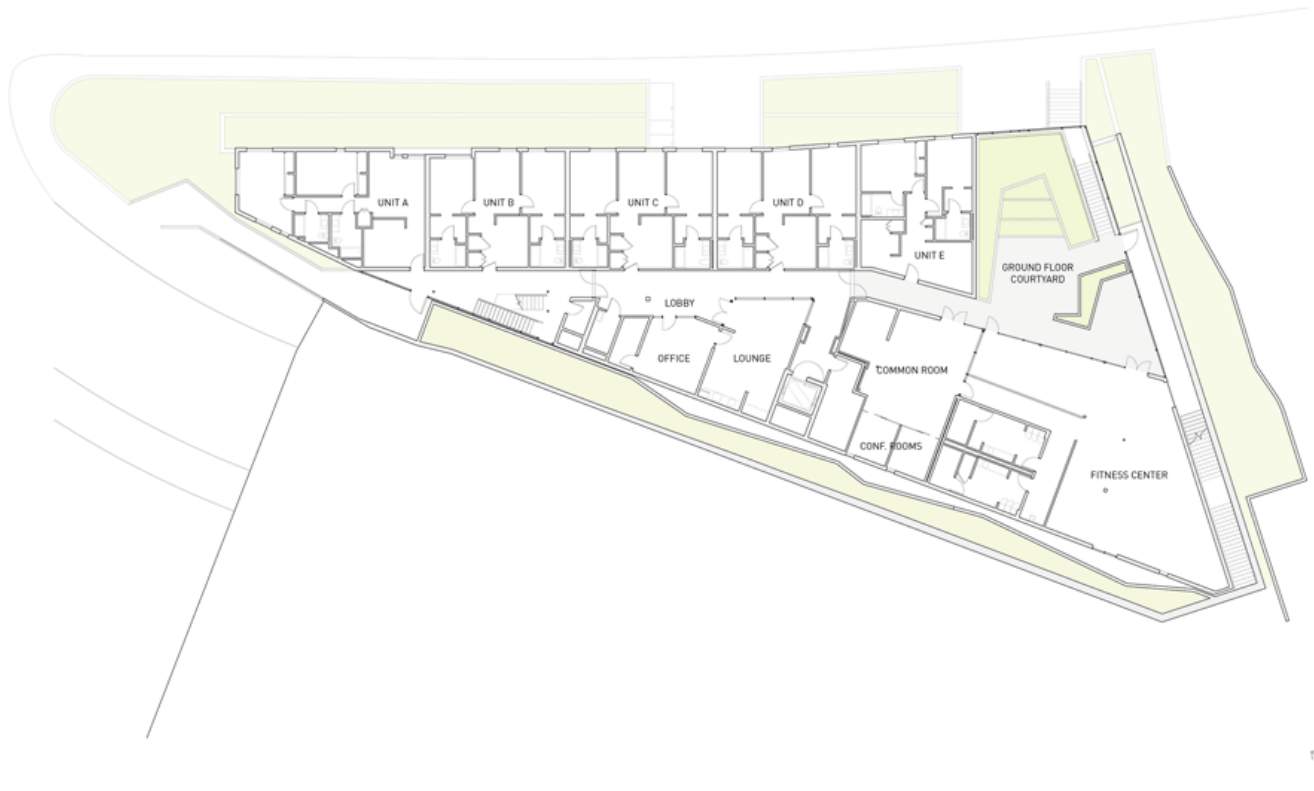 UNIT A
UNIT B
UNIT C
UNIT D
UNIT E
GROUND FLOOR
COURTYARD
LOBBY
OFFICE
LOUNGE
COMMON ROOM
CONF. ROOMS
FITNESS CENTER